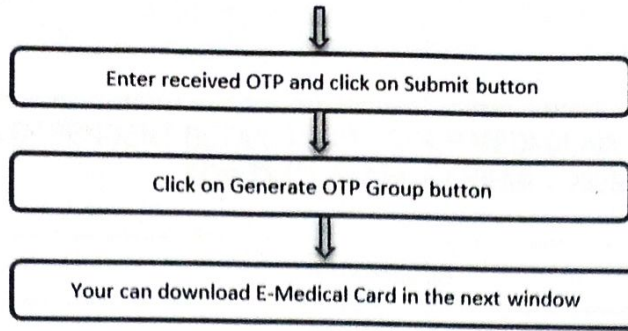 Enter received OTP and click on Submit button
Click on Generate OTP Group button
Your can download E-Medical Card in the next window